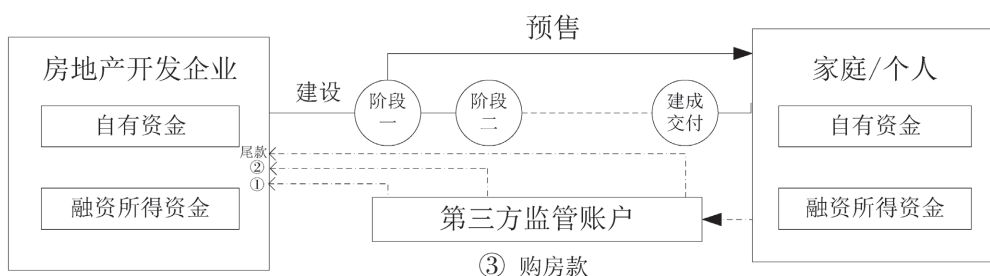 预售
房地产开发企业
自有资金
融资所得资金
建设
阶段
一
阶段
二
建成
交付
家庭/个人
自有资金
融资所得资金
尾款
②
①
第三方监管账户
③ 购房款